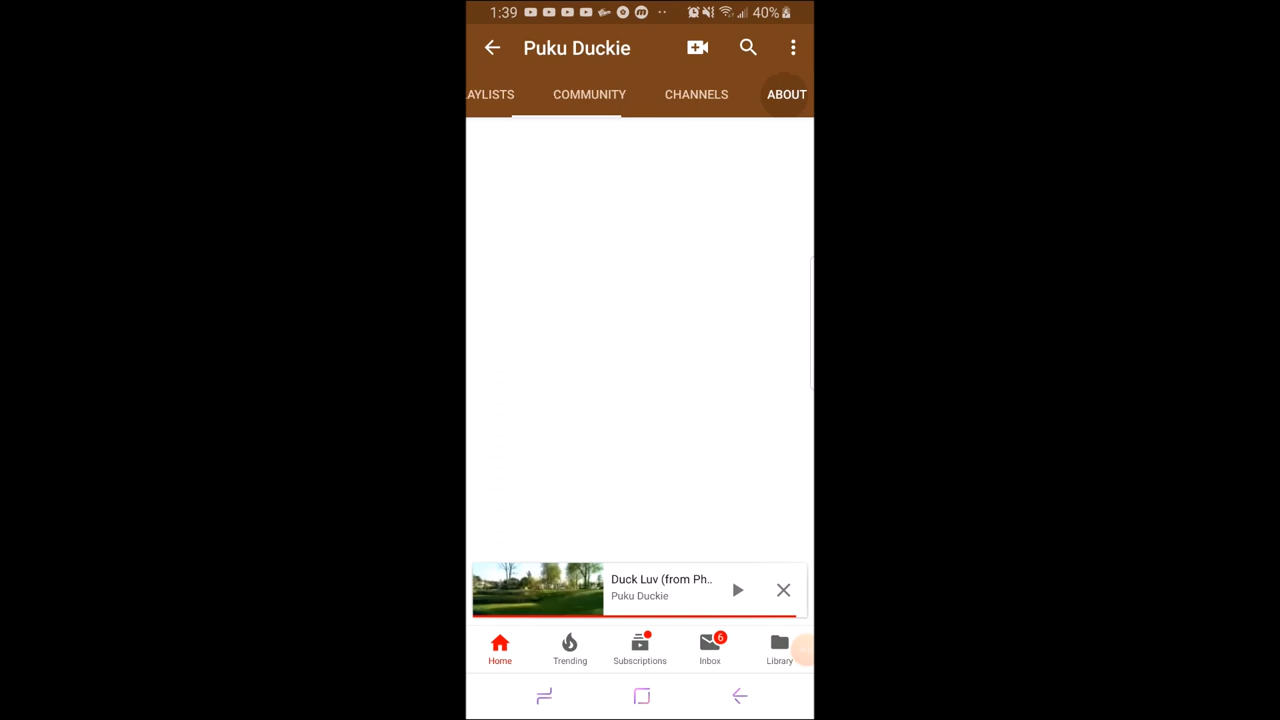 1:39 40%
Puku Duckie
AYLISTS COMMUNITY CHANNELS ABOUT
Duck Luv (from Ph..
Puku Duckie
6
Home Trending Subscriptions Inbox Library